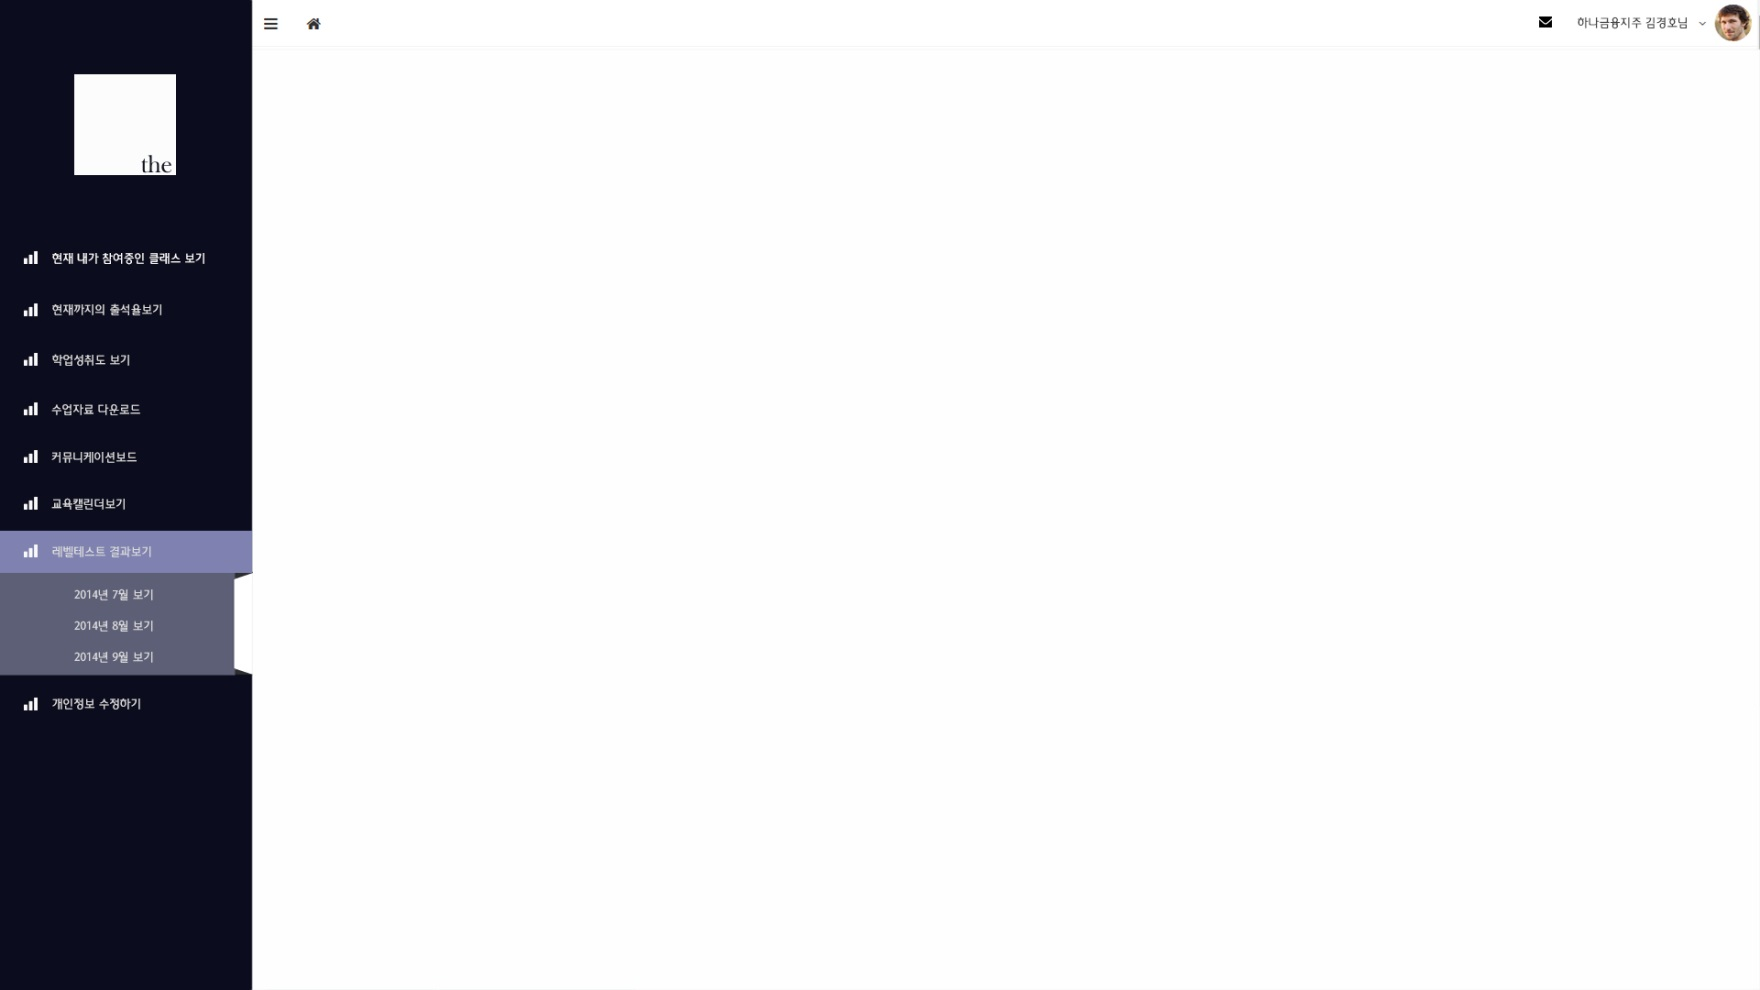 하나금융지주 김경호님
the
현재 내가 참여중인 클래스 보기
현재까지의 출석율보기
학업성취도 보기
수업자료 다운로드
커뮤니케이션보드
교육캘린더보기
레벨테스트 결과보기
2014년 7월 보기
2014년 8월 보기
2014년 9월 보기
개인정보 수정하기